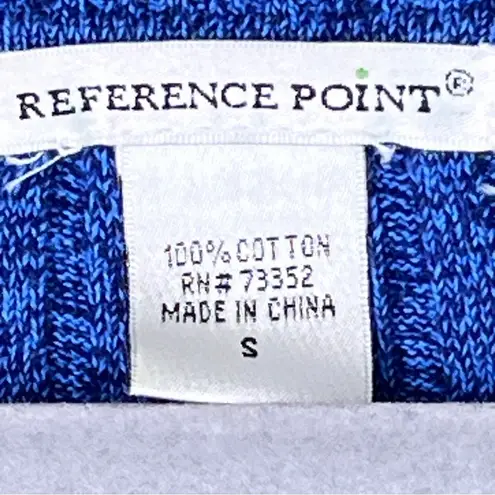 REFERENCE POINT®
100% COTTON
RN# 73352
MADE IN CHINA
S